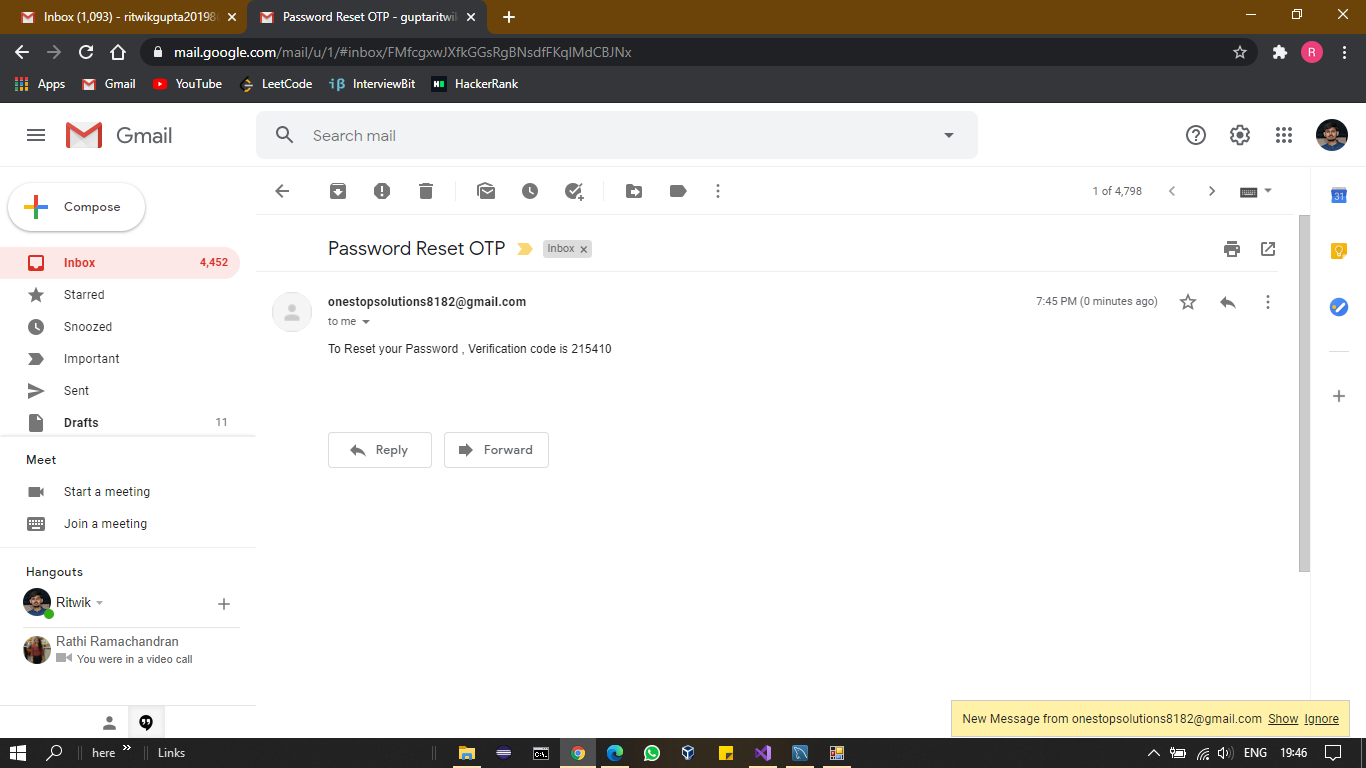 Inbox (1,093) - ritwikgupta20198
Password Reset OTP - guptaritwik
mail.google.com/mail/u/1/#inbox/FMfcgxwJXfkGGsRgBNsdfFKqlMdCBJNx
R
Apps Gmail YouTube LeetCode InterviewBit HackerRank
Gmail
Search mail
Compose
1 of 4,798
31
Password Reset OTP Inbox
Inbox 4,452
Starred
Snoozed
Important
Sent
Drafts 11
onestopsolutions8182@gmail.com
7:45 PM (0 minutes ago)
to me
To Reset your Password , Verification code is 215410
Reply Forward
Meet
Start a meeting
Join a meeting
Hangouts
Ritwik
Rathi Ramachandran
You were in a video call
New Message from onestopsolutions8182@gmail.com Show Ignore
here Links
ENG 19:46